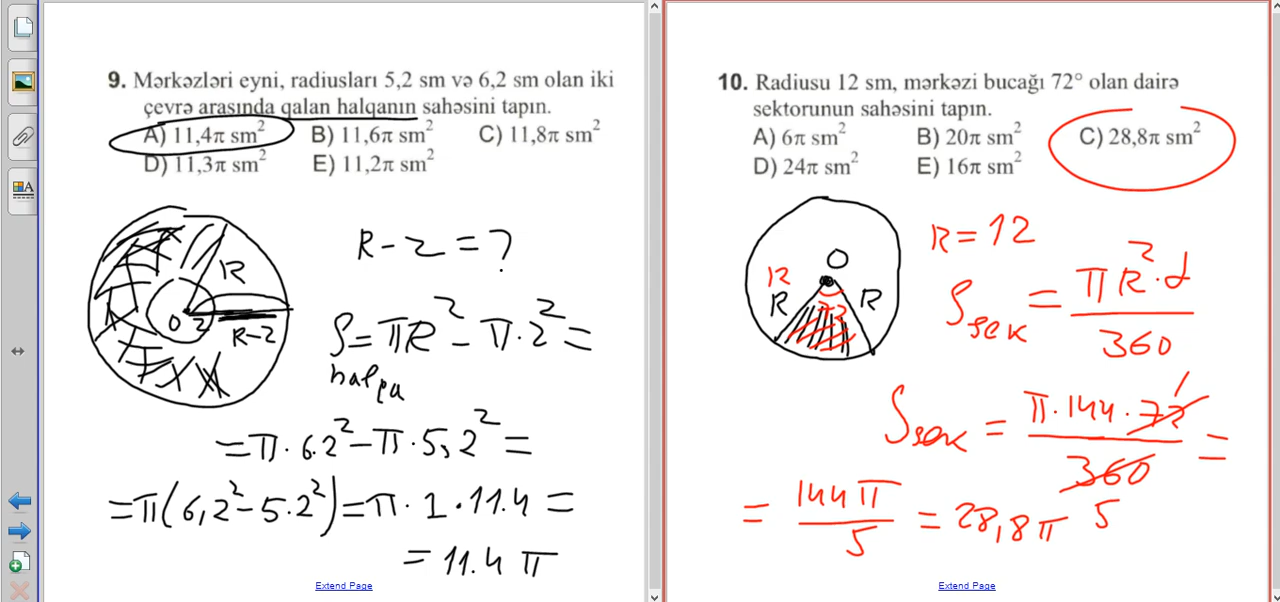 9. Mərkəzləri eyni, radiusları 5,2 sm və 6,2 sm olan iki
çevrə arasında qalan halqanın sahəsini tapın.
A) 11,4π sm² B) 11,6π sm² C) 11,8π sm²
D) 11,3π sm² E) 11,2π sm²
R
O r
R-r
R-r=?
S=πR²-π·r²=
halqa
=π·6.2²-π·5,2²=
=π(6,2²-5.2²)=π·1·11.4=
=11.4 π
Extend Page
10. Radiusu 12 sm, mərkəzi bucağı 72° olan dairə
sektorunun sahəsini tapın.
A) 6π sm² B) 20π sm² C) 28,8π sm²
D) 24π sm² E) 16π sm²
O
R
R R
72
R=12
S sek = πR²·α / 360
S sek = π·144·72 1 / 360 5 =
= 144π / 5 = 28,8π
Extend Page